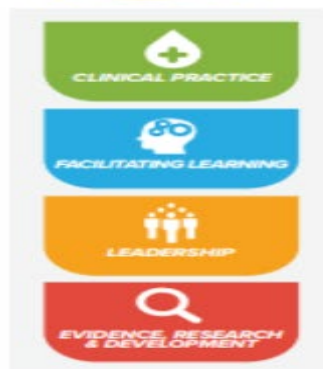 CLINICAL PRACTICE
FACILITATING LEARNING
LEADERSHIP
EVIDENCE, RESEARCH
& DEVELOPMENT